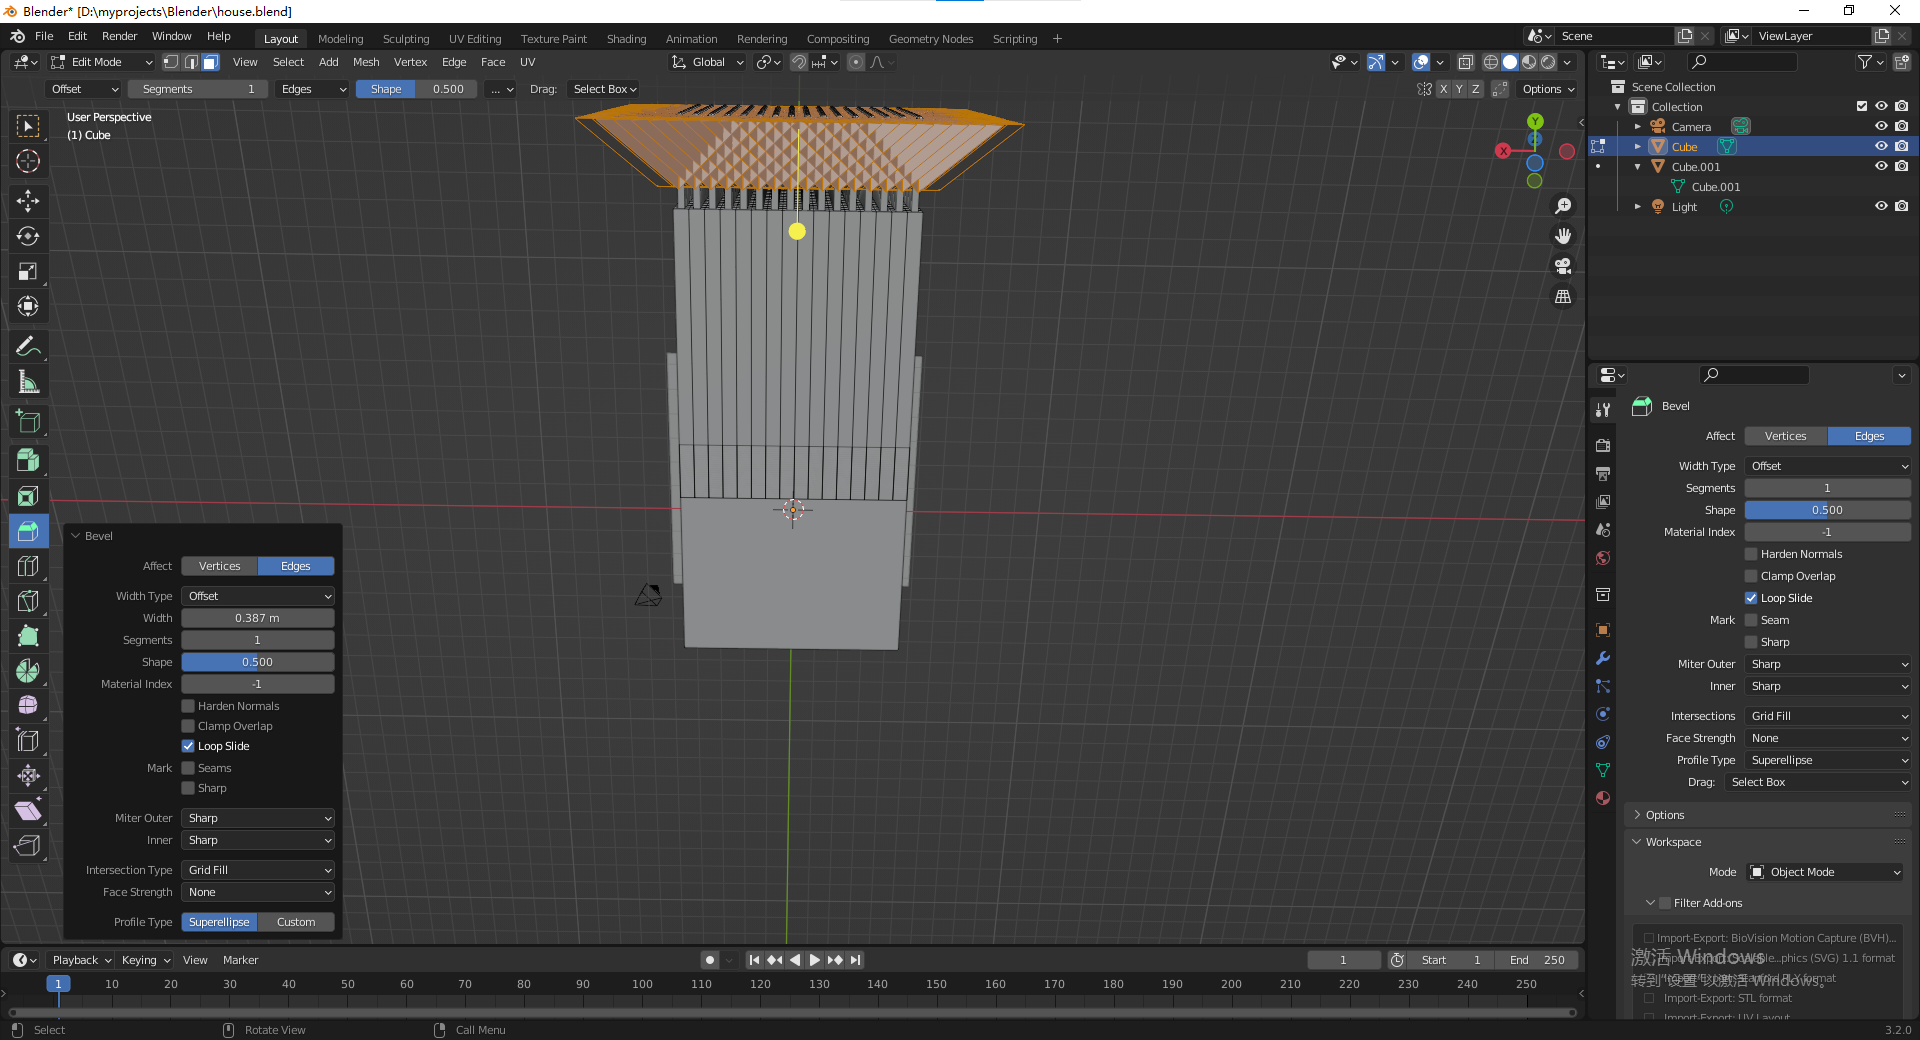 Blender* [D:\myprojects\Blender\house.blend]
File Edit Render Window Help Layout Modeling Sculpting UV Editing Texture Paint Shading Animation Rendering Compositing Geometry Nodes Scripting + Scene ViewLayer
Edit Mode View Select Add Mesh Vertex Edge Face UV Global
Offset Segments 1 Edges Shape 0.500 ... Drag: Select Box X Y Z Options
User Perspective
(1) Cube
Y
X
Scene Collection
Collection
Camera
Cube
Cube.001
Cube.001
Light
Bevel
Affect Vertices Edges
Width Type Offset
Width 0.387 m
Segments 1
Shape 0.500
Material Index -1
Harden Normals
Clamp Overlap
Loop Slide
Mark Seams
Sharp
Miter Outer Sharp
Inner Sharp
Intersection Type Grid Fill
Face Strength None
Profile Type Superellipse Custom
Bevel
Affect Vertices Edges
Width Type Offset
Segments 1
Shape 0.500
Material Index -1
Harden Normals
Clamp Overlap
Loop Slide
Mark Seam
Sharp
Miter Outer Sharp
Inner Sharp
Intersections Grid Fill
Face Strength None
Profile Type Superellipse
Drag: Select Box
Options
Workspace
Mode Object Mode
Filter Add-ons
Import-Export: BioVision Motion Capture (BVH)...
phics (SVG) 1.1 format
激活 Windows
转到"设置"以激活 Windows。
Import-Export: STL format
Import-Export: UV Layout
Playback Keying View Marker 1 Start 1 End 250
1 10 20 30 40 50 60 70 80 90 100 110 120 130 140 150 160 170 180 190 200 210 220 230 240 250
Select Rotate View Call Menu 3.2.0